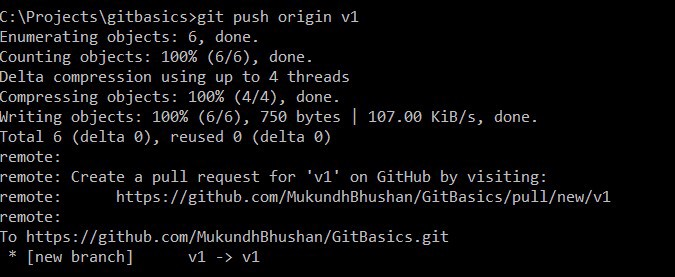 C:\Projects\gitbasics>git push origin v1
Enumerating objects: 6, done.
Counting objects: 100% (6/6), done.
Delta compression using up to 4 threads
Compressing objects: 100% (4/4), done.
Writing objects: 100% (6/6), 750 bytes | 107.00 KiB/s, done.
Total 6 (delta 0), reused 0 (delta 0)
remote:
remote: Create a pull request for 'v1' on GitHub by visiting:
remote:      https://github.com/MukundhBhushan/GitBasics/pull/new/v1
remote:
To https://github.com/MukundhBhushan/GitBasics.git
 * [new branch]      v1 -> v1